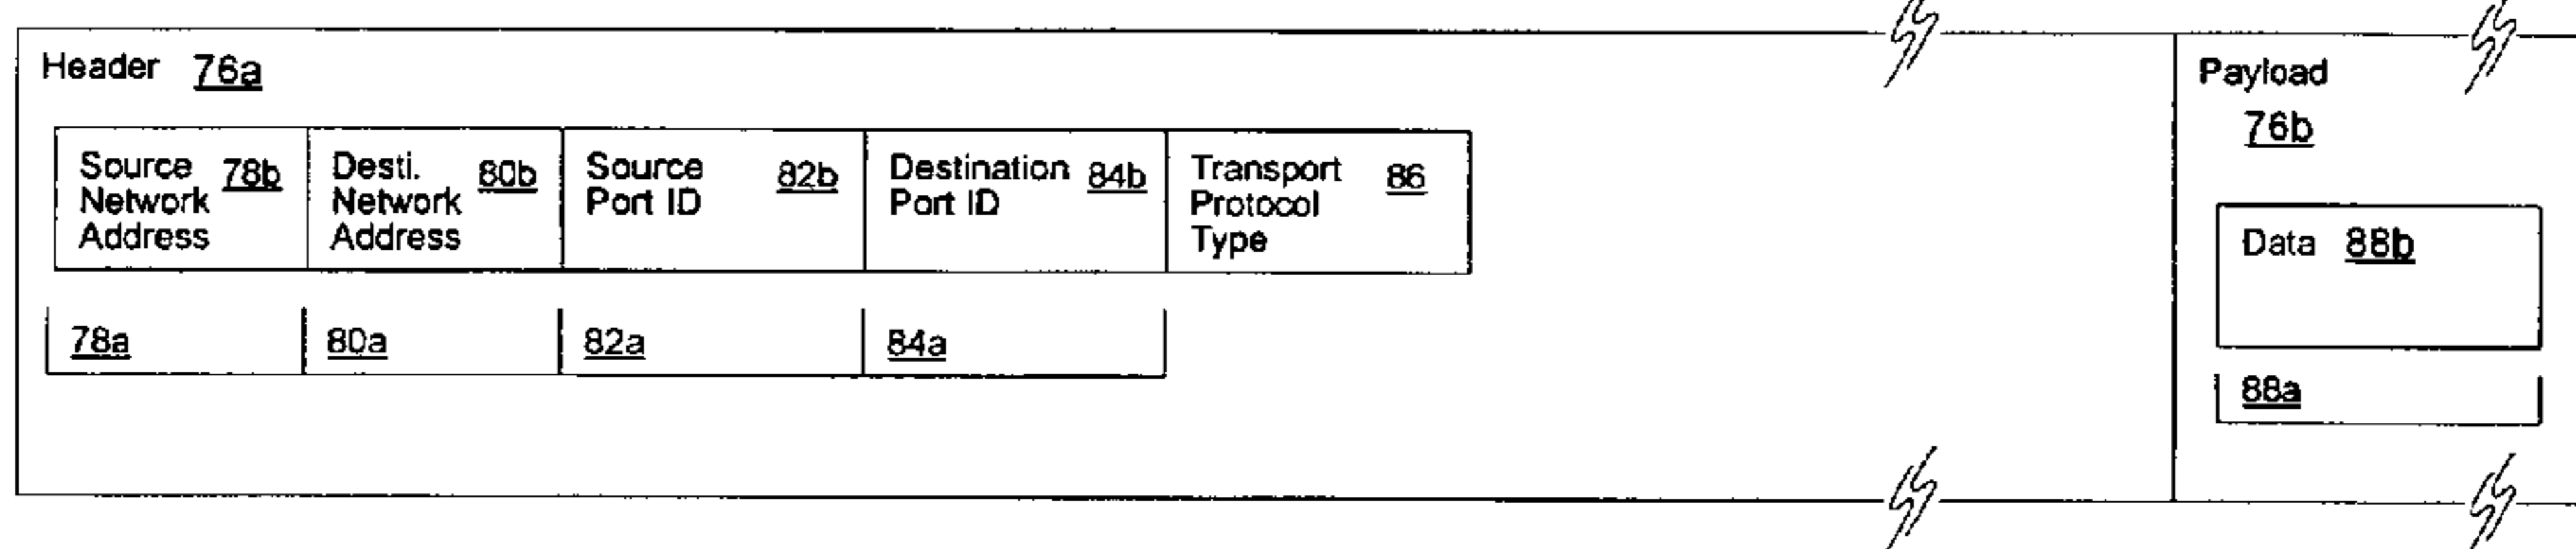 Header 76a
Source 78b
Network
Address
Desti. 80b
Network
Address
Source 82b
Port ID
Destination 84b
Port ID
Transport 86
Protocol
Type
78a
80a
82a
84a
Payload
76b
Data 88b
88a